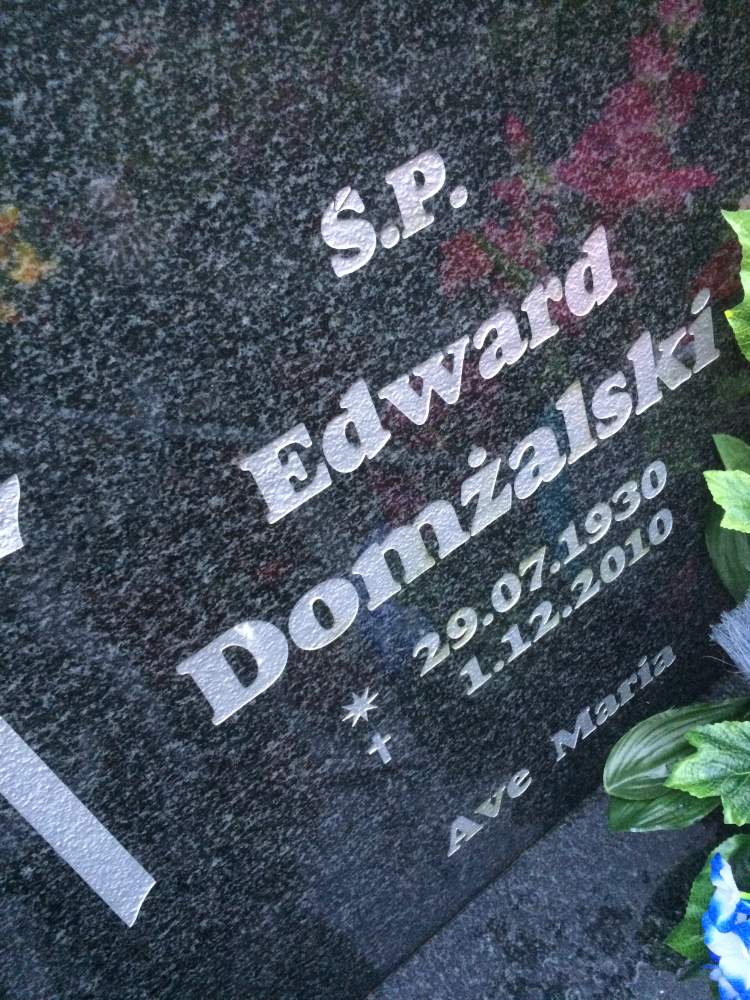 Ś.P.
Edward
Domżalski
* 29.07.1930
✝ 1.12.2010
Ave Maria